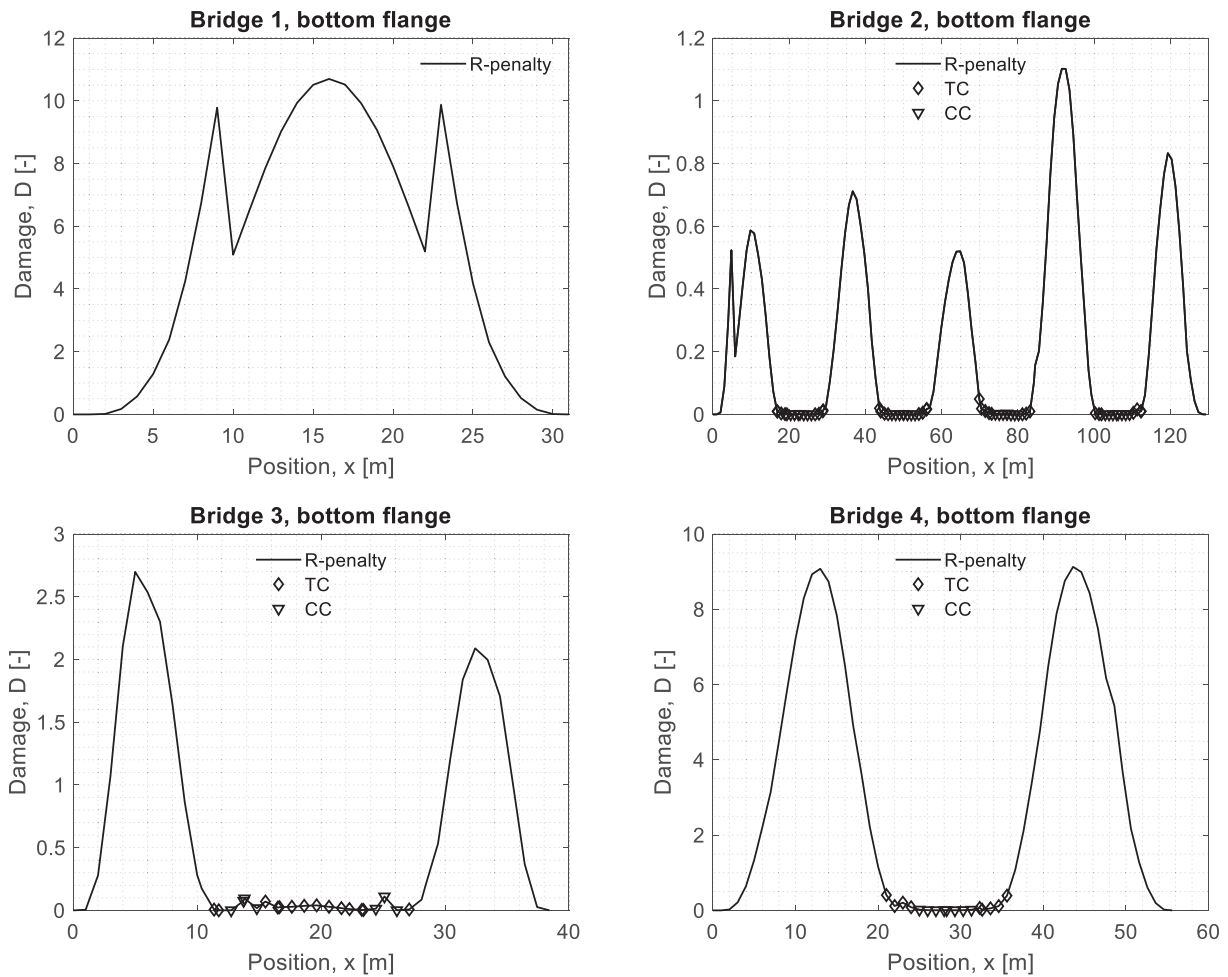 Bridge 1, bottom flange
12
10
8
6
4
2
0
Damage, D [-]
R-penalty
0 5 10 15 20 25 30
Position, x [m]
Bridge 2, bottom flange
1.2
1
0.8
0.6
0.4
0.2
0
Damage, D [-]
R-penalty
TC
CC
0 20 40 60 80 100 120
Position, x [m]
Bridge 3, bottom flange
3
2.5
2
1.5
1
0.5
0
Damage, D [-]
R-penalty
TC
CC
0 10 20 30 40
Position, x [m]
Bridge 4, bottom flange
10
8
6
4
2
0
Damage, D [-]
R-penalty
TC
CC
0 10 20 30 40 50 60
Position, x [m]